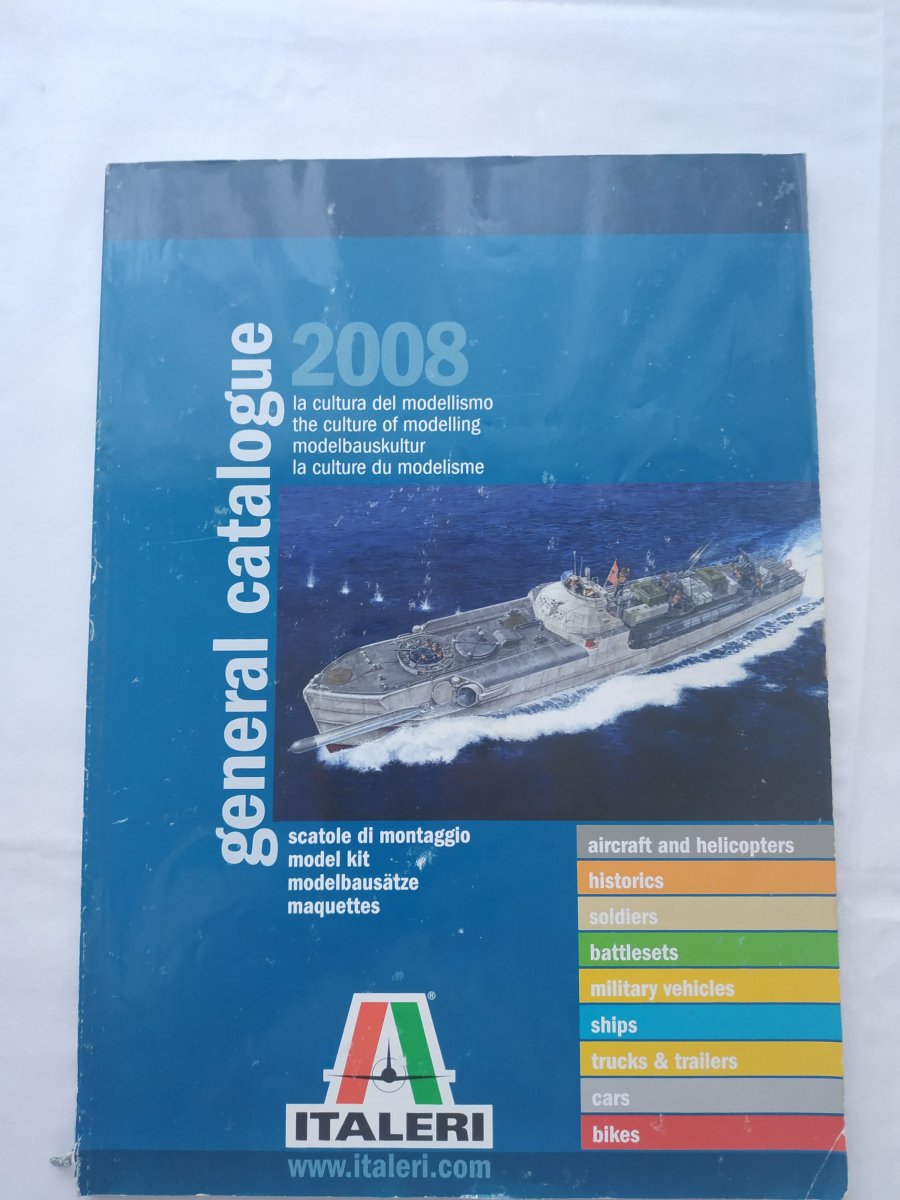 general catalogue
2008
la cultura del modellismo
the culture of modelling
modelbauskultur
la culture du modelisme
scatole di montaggio
model kit
modelbausätze
maquettes
aircraft and helicopters
historics
soldiers
battlesets
military vehicles
ships
trucks & trailers
cars
bikes
®
ITALERI
www.italeri.com